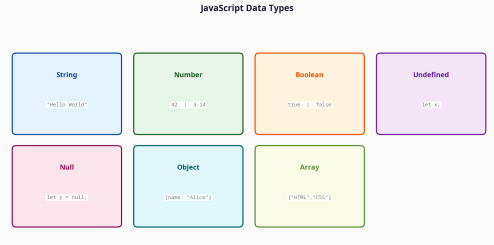 JavaScript Data Types
String
"Hello World"
Number
42 | 3.14
Boolean
true | false
Undefined
let x;
Null
let y = null;
Object
{name: "Alice"}
Array
["HTML","CSS"]